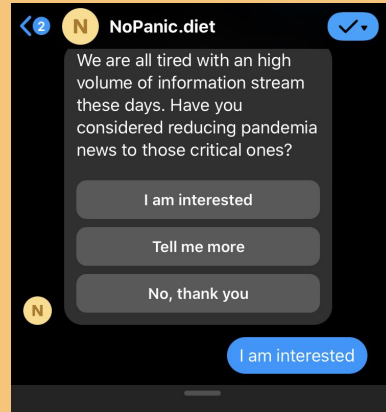 2
N
NoPanic.diet
We are all tired with an high
volume of information stream
these days. Have you
considered reducing pandemia
news to those critical ones?
I am interested
Tell me more
No, thank you
N
I am interested